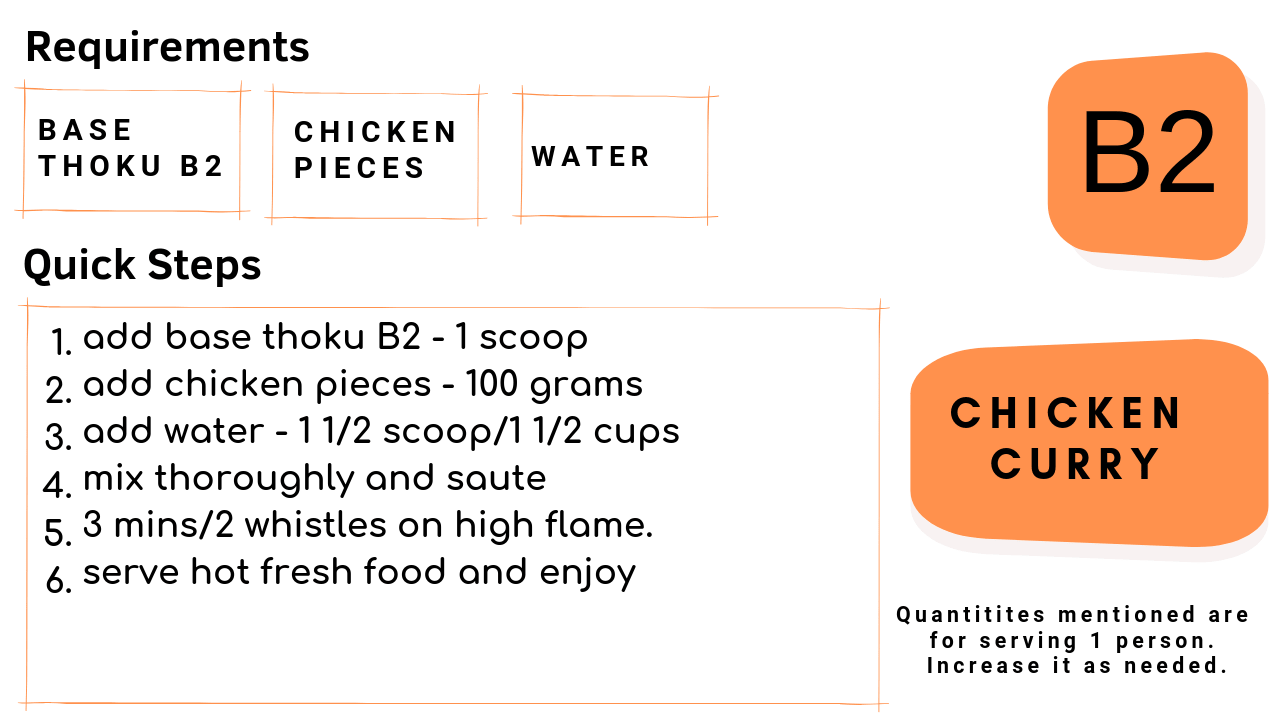 Requirements
BASE
THOKU B2
CHICKEN
PIECES
WATER
B2
Quick Steps
1. add base thoku B2 - 1 scoop
2. add chicken pieces - 100 grams
3. add water - 1 1/2 scoop/1 1/2 cups
4. mix thoroughly and saute
5. 3 mins/2 whistles on high flame.
6. serve hot fresh food and enjoy
CHICKEN
CURRY
Quantitites mentioned are
for serving 1 person.
Increase it as needed.